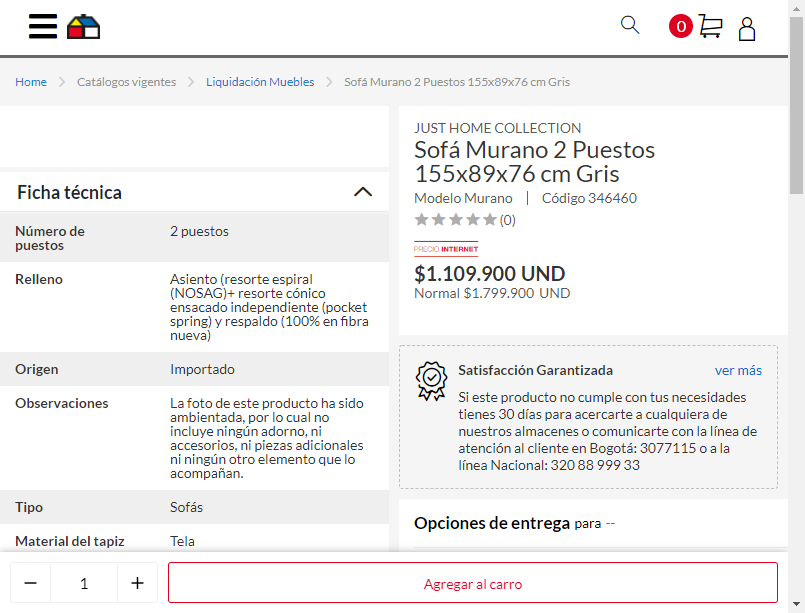 0
Home
Catálogos vigentes
Liquidación Muebles
Sofá Murano 2 Puestos 155x89x76 cm Gris
Ficha técnica
Número de
puestos
2 puestos
Relleno
Asiento (resorte espiral
(NOSAG)+ resorte cónico
ensacado independiente (pocket
spring) y respaldo (100% en fibra
nueva)
Origen
Importado
Observaciones
La foto de este producto ha sido
ambientada, por lo cual no
incluye ningún adorno, ni
accesorios, ni piezas adicionales
ni ningún otro elemento que lo
acompañan.
Tipo
Sofás
Material del tapiz
Tela
JUST HOME COLLECTION
Sofá Murano 2 Puestos
155x89x76 cm Gris
Modelo Murano | Código 346460
(0)
PRECIO INTERNET
$1.109.900 UND
Normal $1.799.900 UND
Satisfacción Garantizada
ver más
Si este producto no cumple con tus necesidades
tienes 30 días para acercarte a cualquiera de
nuestros almacenes o comunicarte con la línea de
atención al cliente en Bogotá: 3077115 o a la
línea Nacional: 320 88 999 33
Opciones de entrega para --
1
Agregar al carro